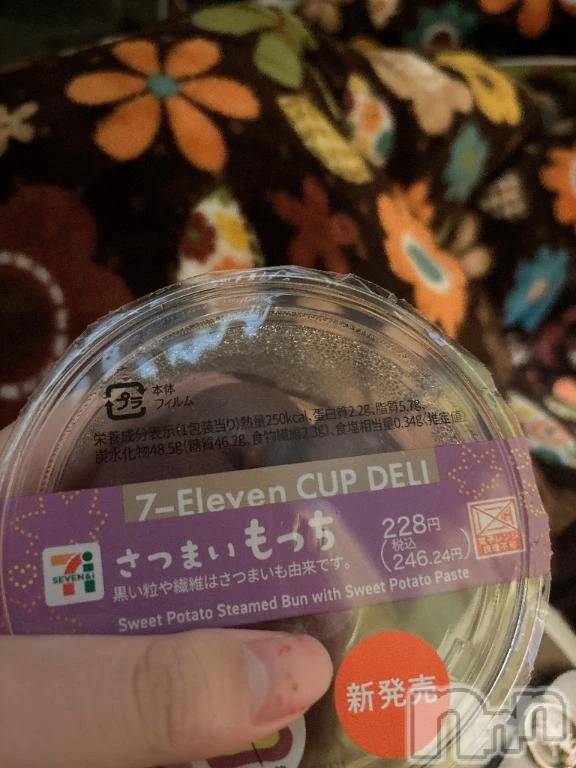 プラ
本体
フィルム
栄養成分表示(1包装当り)熱量250kcal、蛋白質2.2g、脂質5.7g、
炭水化物48.5g(糖質46.2g、食物繊維2.3g)、食塩相当量0.34g(推定値)
7-Eleven CUP DELI
SEVEN&i
さつまいもっち
黒い粒や繊維はさつまいも由来です。
228円
(税込 246.24円)
電子レンジ
Sweet Potato Steamed Bun with Sweet Potato Paste
新発売